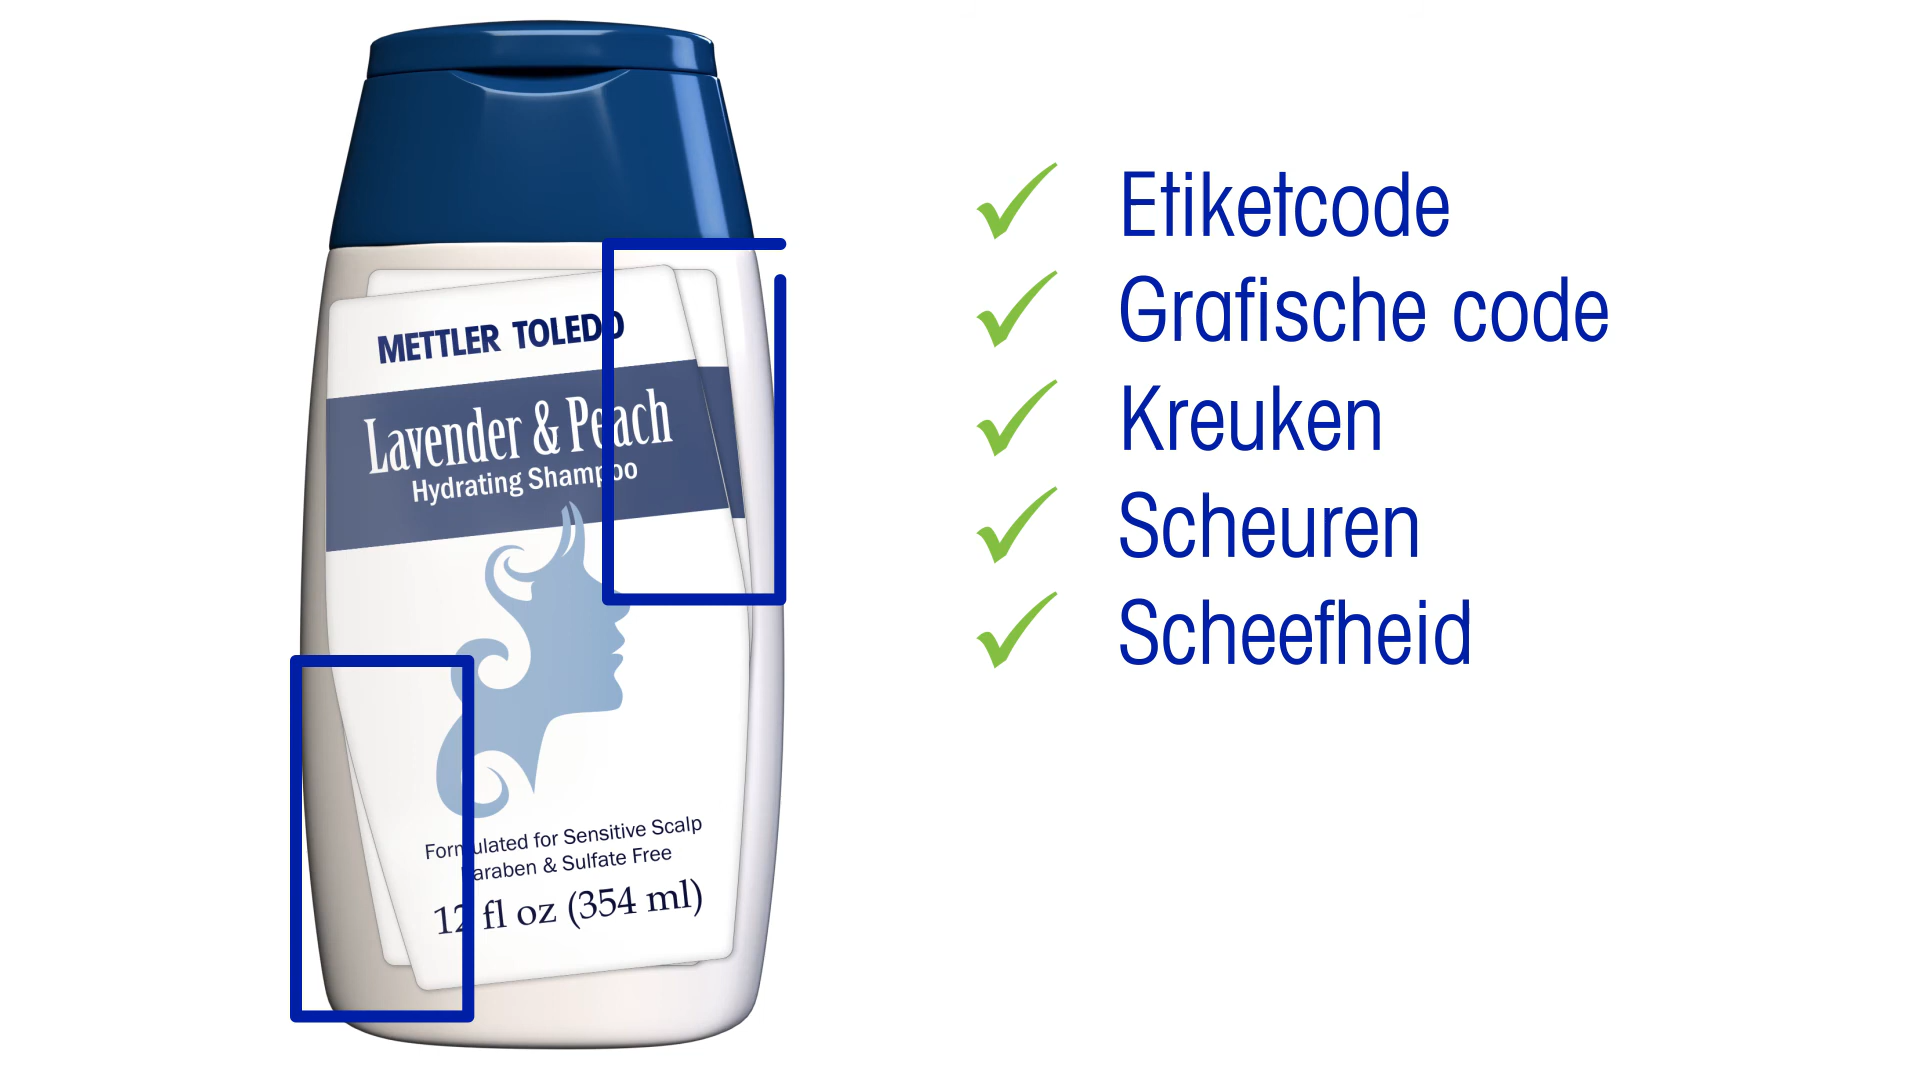 METTLER TOLEDO
Lavender & Peach
Hydrating Shampoo
Formulated for Sensitive Scalp
Paraben & Sulfate Free
12 fl oz (354 ml)
Etiketcode
Grafische code
Kreuken
Scheuren
Scheefheid